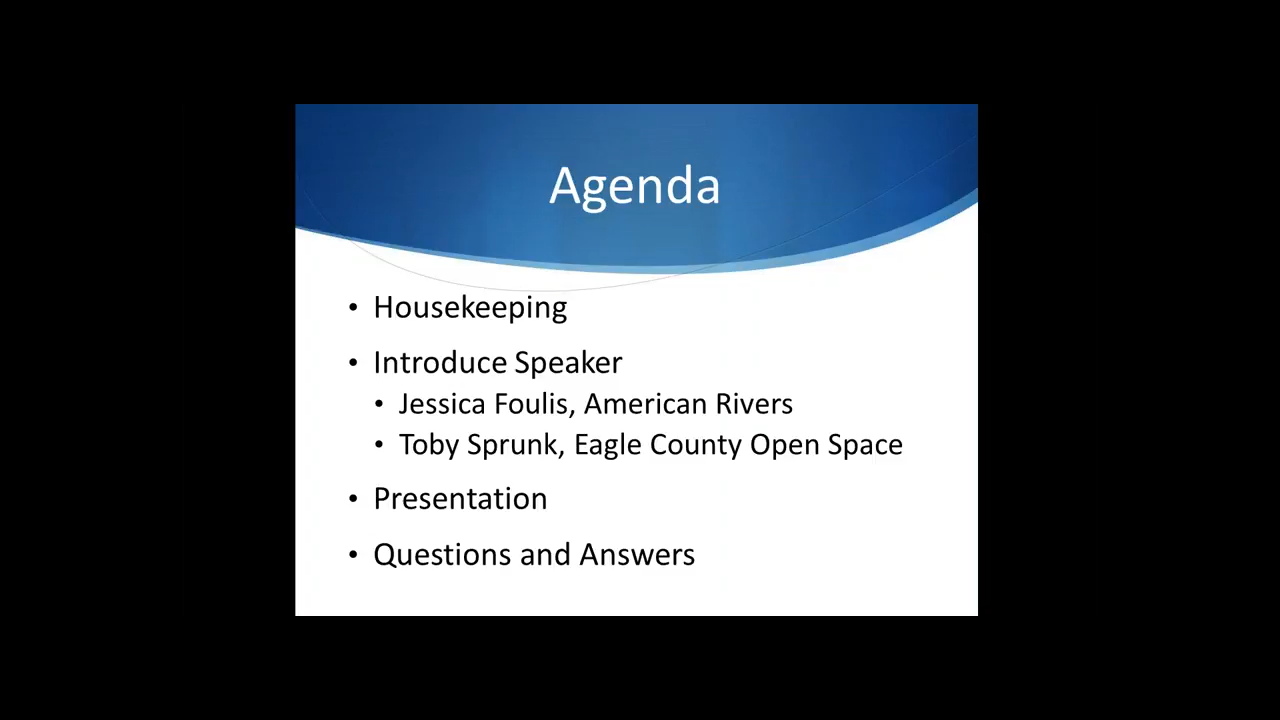 Agenda
• Housekeeping
• Introduce Speaker
• Jessica Foulis, American Rivers
• Toby Sprunk, Eagle County Open Space
• Presentation
• Questions and Answers